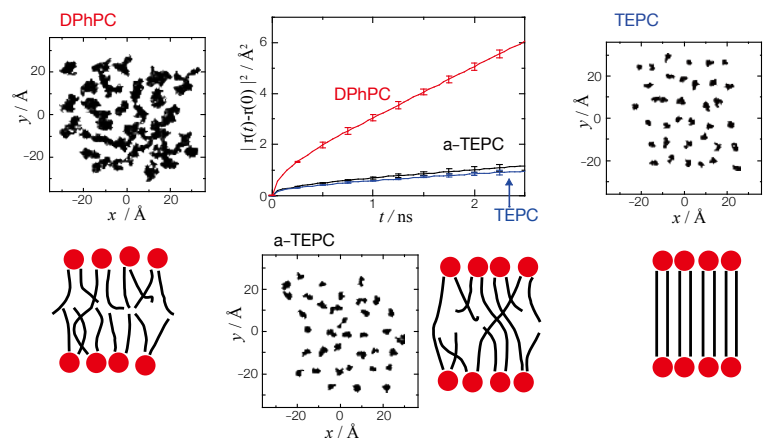 DPhPC
20
0
−20
y / Å
−20
0
20
x / Å
6
4
2
0
| r(t)-r(0) |² / Å²
DPhPC
a-TEPC
TEPC
0
1
2
t / ns
TEPC
20
0
−20
y / Å
−20
0
20
x / Å
a-TEPC
20
0
−20
y / Å
−20
0
20
x / Å